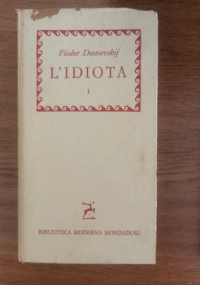 Fiodor Dostoevskij
L'IDIOTA
I
BIBLIOTECA MODERNA MONDADORI